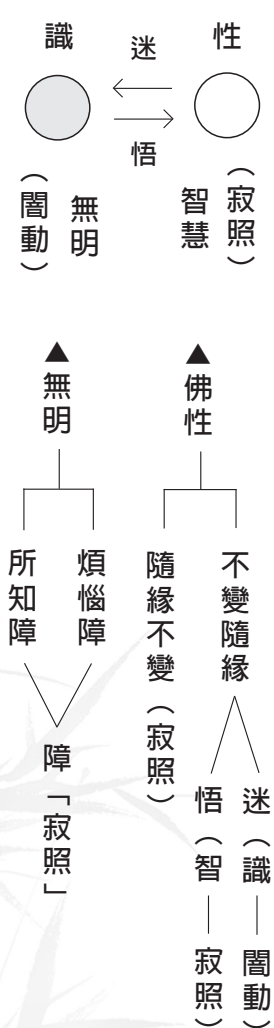 性
（寂照）
智慧
迷
悟
識
無明
（闇動）
▲佛性
不變隨緣
迷（識—闇動）
悟（智—寂照）
隨緣不變（寂照）
▲無明
煩惱障
所知障
障「寂照」